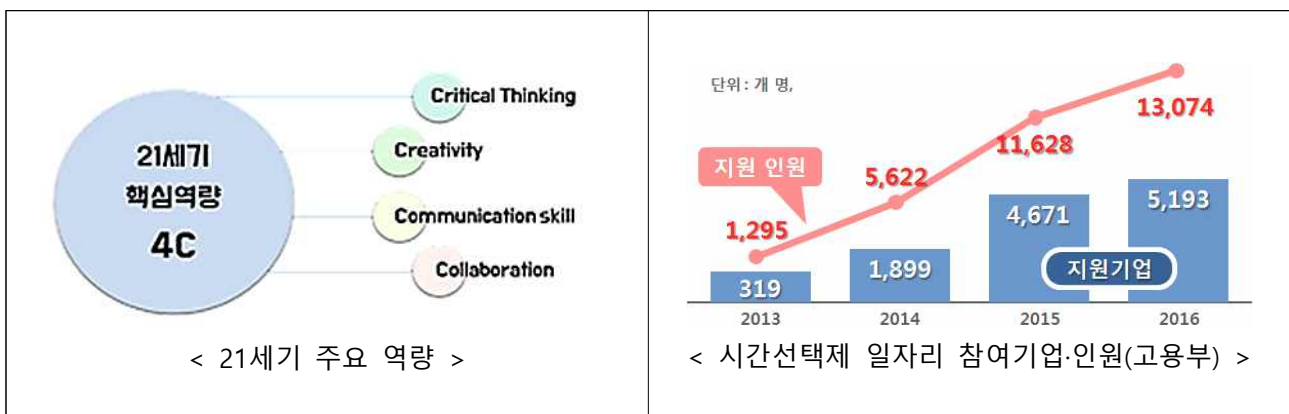 21세기
핵심역량
4C
Critical Thinking
Creativity
Communication skill
Collaboration
< 21세기 주요 역량 >
단위 : 개 명,
지원 인원
1,295
5,622
11,628
13,074
319
1,899
4,671
5,193
지원기업
2013
2014
2015
2016
< 시간선택제 일자리 참여기업·인원(고용부) >